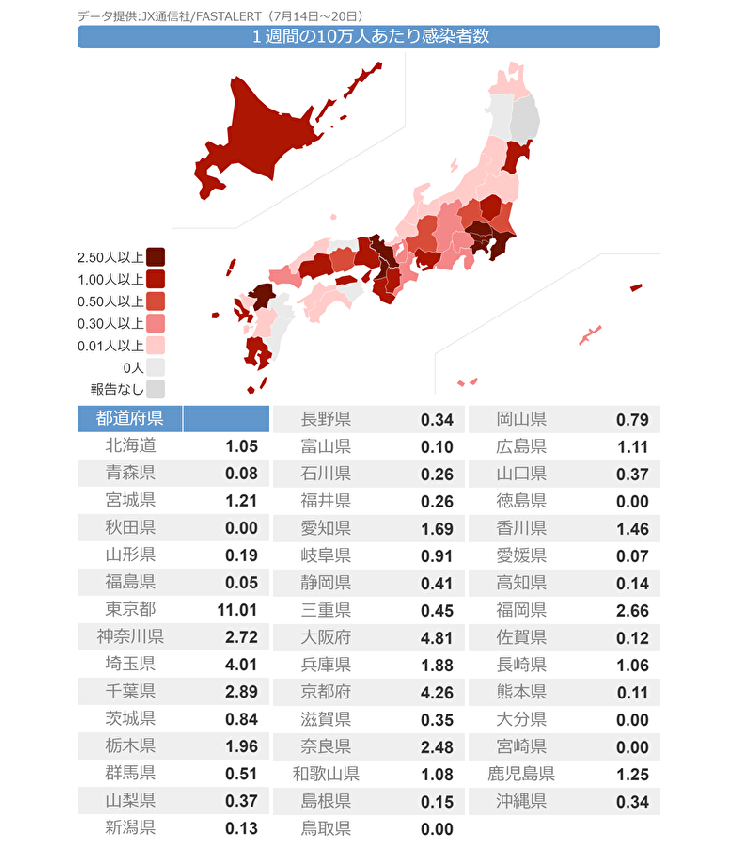 データ提供:JX通信社/FASTALERT（7月14日～20日）
１週間の10万人あたり感染者数
2.50人以上
1.00人以上
0.50人以上
0.30人以上
0.01人以上
0人
報告なし
都道府県
北海道 1.05
青森県 0.08
宮城県 1.21
秋田県 0.00
山形県 0.19
福島県 0.05
東京都 11.01
神奈川県 2.72
埼玉県 4.01
千葉県 2.89
茨城県 0.84
栃木県 1.96
群馬県 0.51
山梨県 0.37
新潟県 0.13
長野県 0.34
富山県 0.10
石川県 0.26
福井県 0.26
愛知県 1.69
岐阜県 0.91
静岡県 0.41
三重県 0.45
大阪府 4.81
兵庫県 1.88
京都府 4.26
滋賀県 0.35
奈良県 2.48
和歌山県 1.08
島根県 0.15
鳥取県 0.00
岡山県 0.79
広島県 1.11
山口県 0.37
徳島県 0.00
香川県 1.46
愛媛県 0.07
高知県 0.14
福岡県 2.66
佐賀県 0.12
長崎県 1.06
熊本県 0.11
大分県 0.00
宮崎県 0.00
鹿児島県 1.25
沖縄県 0.34